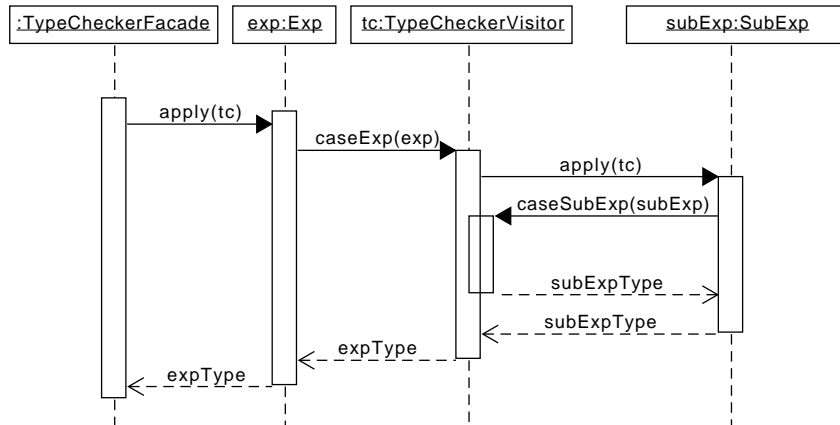 :TypeCheckerFacade
exp:Exp
tc:TypeCheckerVisitor
subExp:SubExp
apply(tc)
caseExp(exp)
apply(tc)
caseSubExp(subExp)
subExpType
subExpType
expType
expType